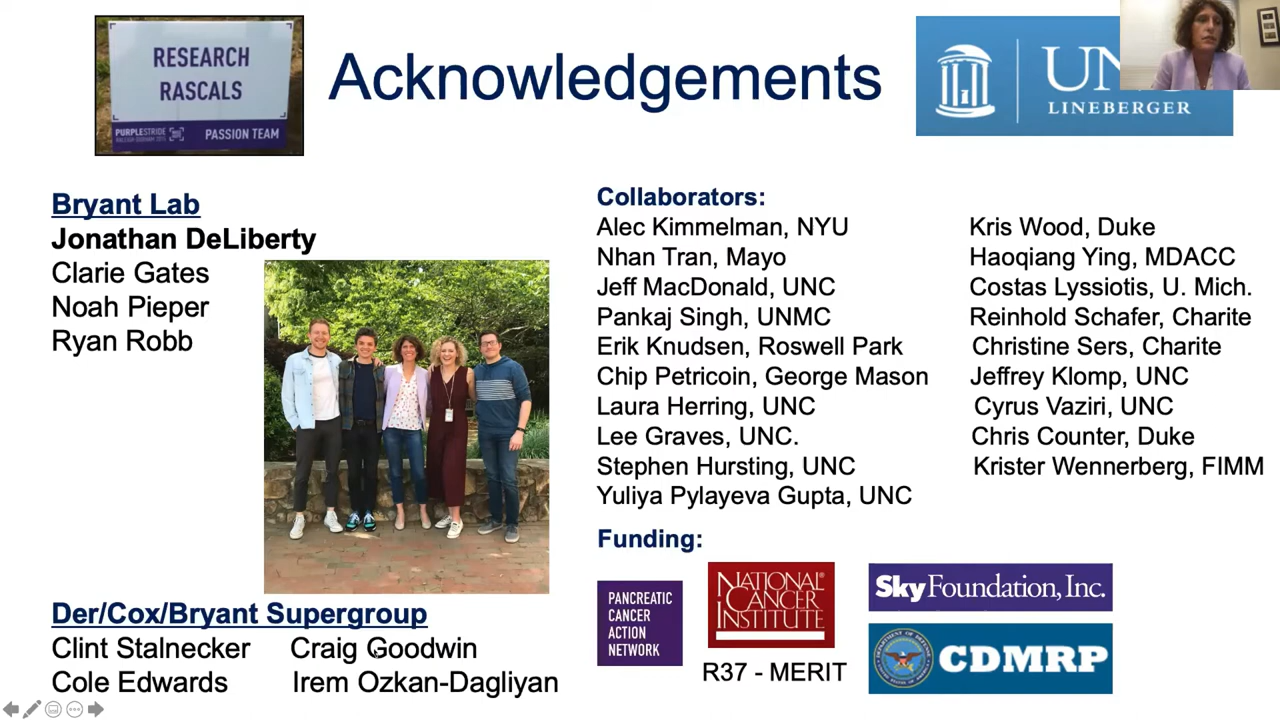 RESEARCH
RASCALS
PURPLESTRIDE
PASSION TEAM
Acknowledgements
LINEBERGER
Bryant Lab
Jonathan DeLiberty
Clarie Gates
Noah Pieper
Ryan Robb
Der/Cox/Bryant Supergroup
Clint Stalnecker Craig Goodwin
Cole Edwards Irem Ozkan-Dagliyan
Collaborators:
Alec Kimmelman, NYU
Nhan Tran, Mayo
Jeff MacDonald, UNC
Pankaj Singh, UNMC
Erik Knudsen, Roswell Park
Chip Petricoin, George Mason
Laura Herring, UNC
Lee Graves, UNC.
Stephen Hursting, UNC
Yuliya Pylayeva Gupta, UNC
Kris Wood, Duke
Haoqiang Ying, MDACC
Costas Lyssiotis, U. Mich.
Reinhold Schafer, Charite
Christine Sers, Charite
Jeffrey Klomp, UNC
Cyrus Vaziri, UNC
Chris Counter, Duke
Krister Wennerberg, FIMM
Funding:
PANCREATIC
CANCER
ACTION
NETWORK
NATIONAL
CANCER
INSTITUTE
R37 - MERIT
Sky Foundation, Inc.
CDMRP